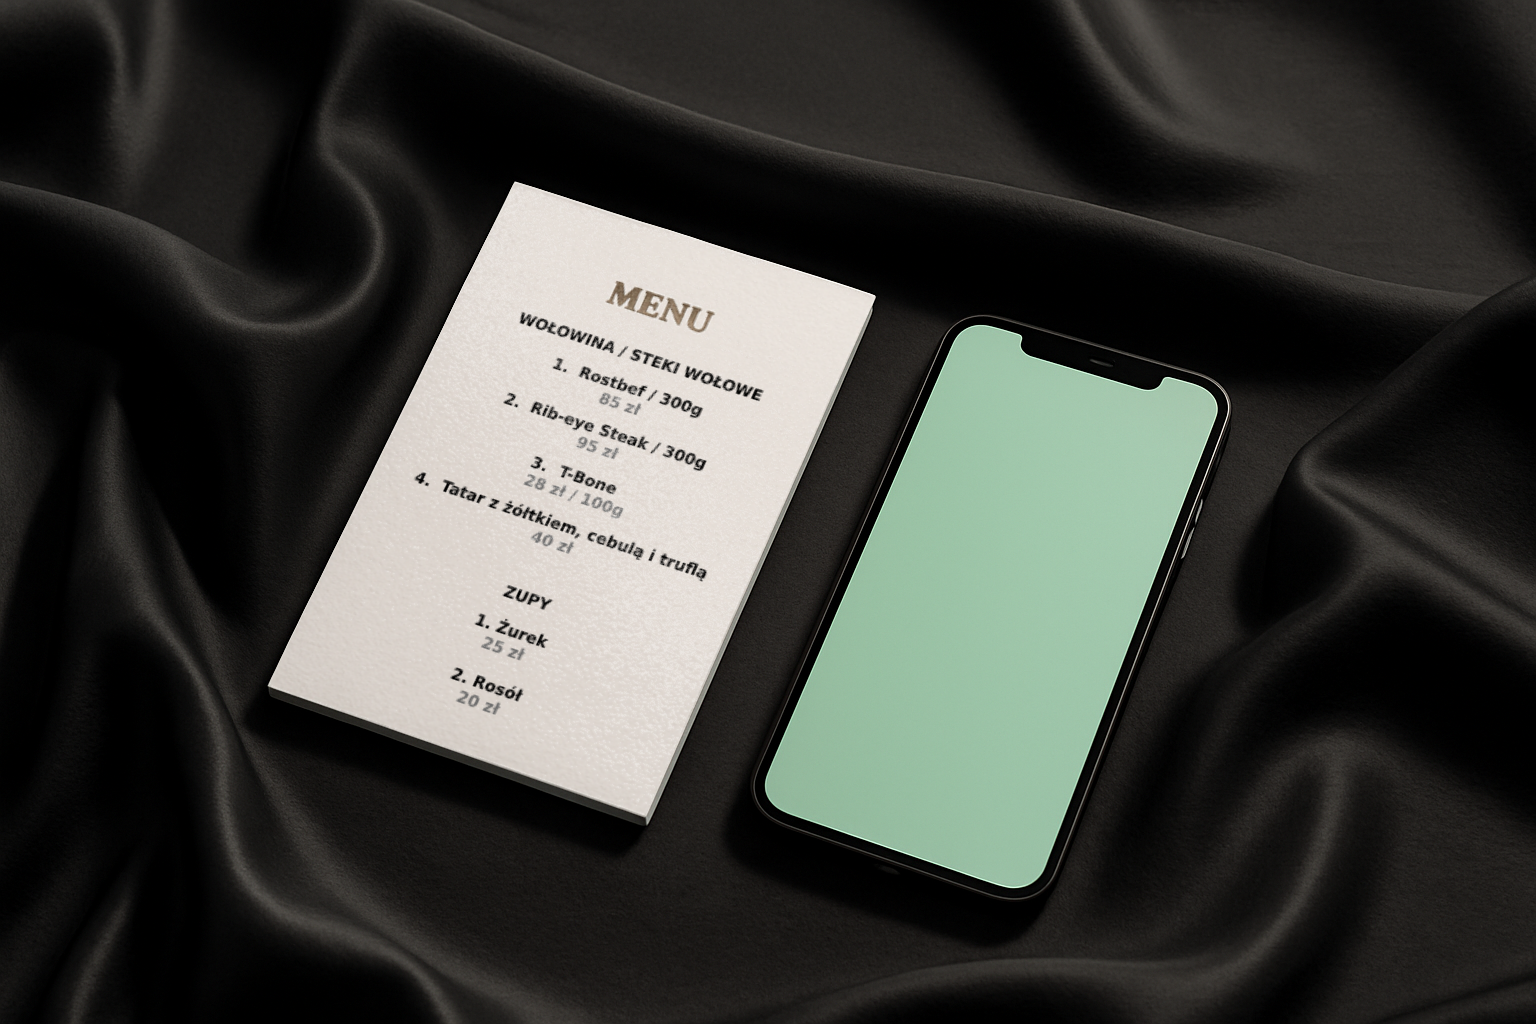 MENU
WOŁOWINA / STEKI WOŁOWE
1. Rostbef / 300g
85 zł
2. Rib-eye Steak / 300g
95 zł
3. T-Bone
28 zł / 100g
4. Tatar z żółtkiem, cebulą i truflą
40 zł
ZUPY
1. Żurek
25 zł
2. Rosół
20 zł